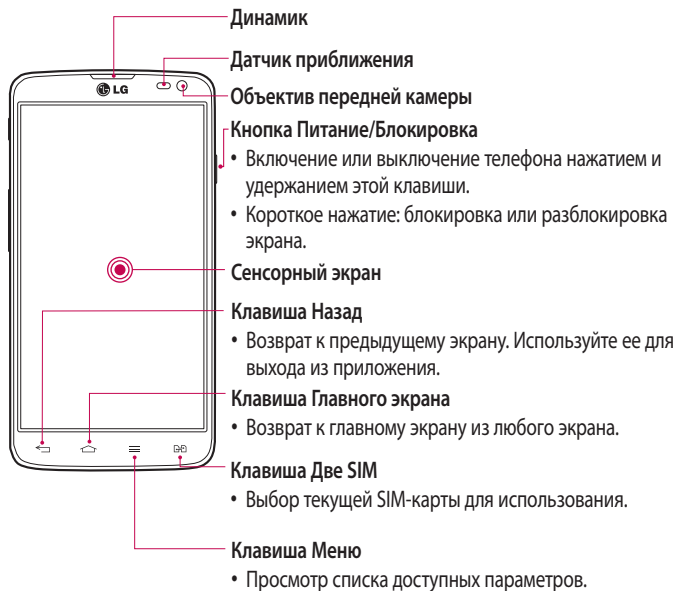 Динамик
Датчик приближения
LG
Объектив передней камеры
Кнопка Питание/Блокировка
• Включение или выключение телефона нажатием и
удержанием этой клавиши.
• Короткое нажатие: блокировка или разблокировка
экрана.
Сенсорный экран
Клавиша Назад
• Возврат к предыдущему экрану. Используйте ее для
выхода из приложения.
Клавиша Главного экрана
• Возврат к главному экрану из любого экрана.
Клавиша Две SIM
• Выбор текущей SIM-карты для использования.
Клавиша Меню
• Просмотр списка доступных параметров.